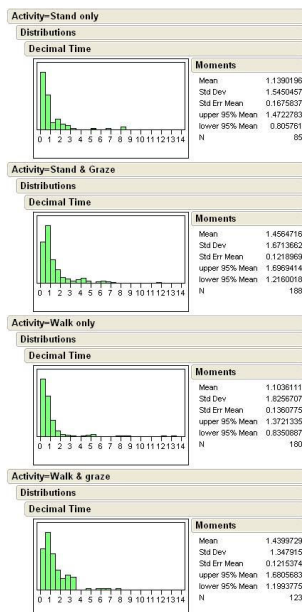 Activity=Stand only
Distributions
Decimal Time
0 1 2 3 4 5 6 7 8 9 10 11 12 13 14
Moments
Mean 1.1390196
Std Dev 1.5450457
Std Err Mean 0.1675837
upper 95% Mean 1.4722783
lower 95% Mean 0.805761
N 85
Activity=Stand & Graze
Distributions
Decimal Time
0 1 2 3 4 5 6 7 8 9 10 11 12 13 14
Moments
Mean 1.4564716
Std Dev 1.6713662
Std Err Mean 0.1218969
upper 95% Mean 1.6969414
lower 95% Mean 1.2160018
N 188
Activity=Walk only
Distributions
Decimal Time
0 1 2 3 4 5 6 7 8 9 10 11 12 13 14
Moments
Mean 1.1036111
Std Dev 1.8256707
Std Err Mean 0.1360775
upper 95% Mean 1.3721335
lower 95% Mean 0.8350887
N 180
Activity=Walk & graze
Distributions
Decimal Time
0 1 2 3 4 5 6 7 8 9 10 11 12 13 14
Moments
Mean 1.4399729
Std Dev 1.347915
Std Err Mean 0.1215374
upper 95% Mean 1.6805683
lower 95% Mean 1.1993775
N 123